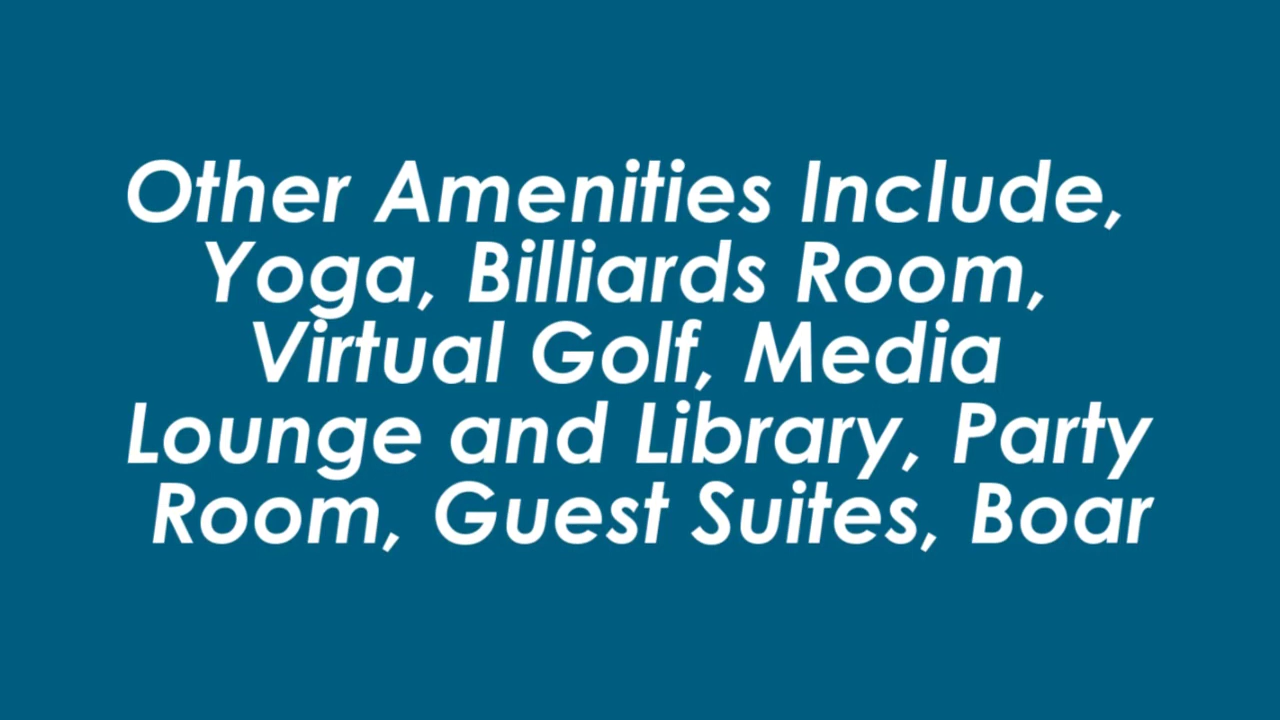 Other Amenities Include,
Yoga, Billiards Room,
Virtual Golf, Media
Lounge and Library, Party
Room, Guest Suites, Boar